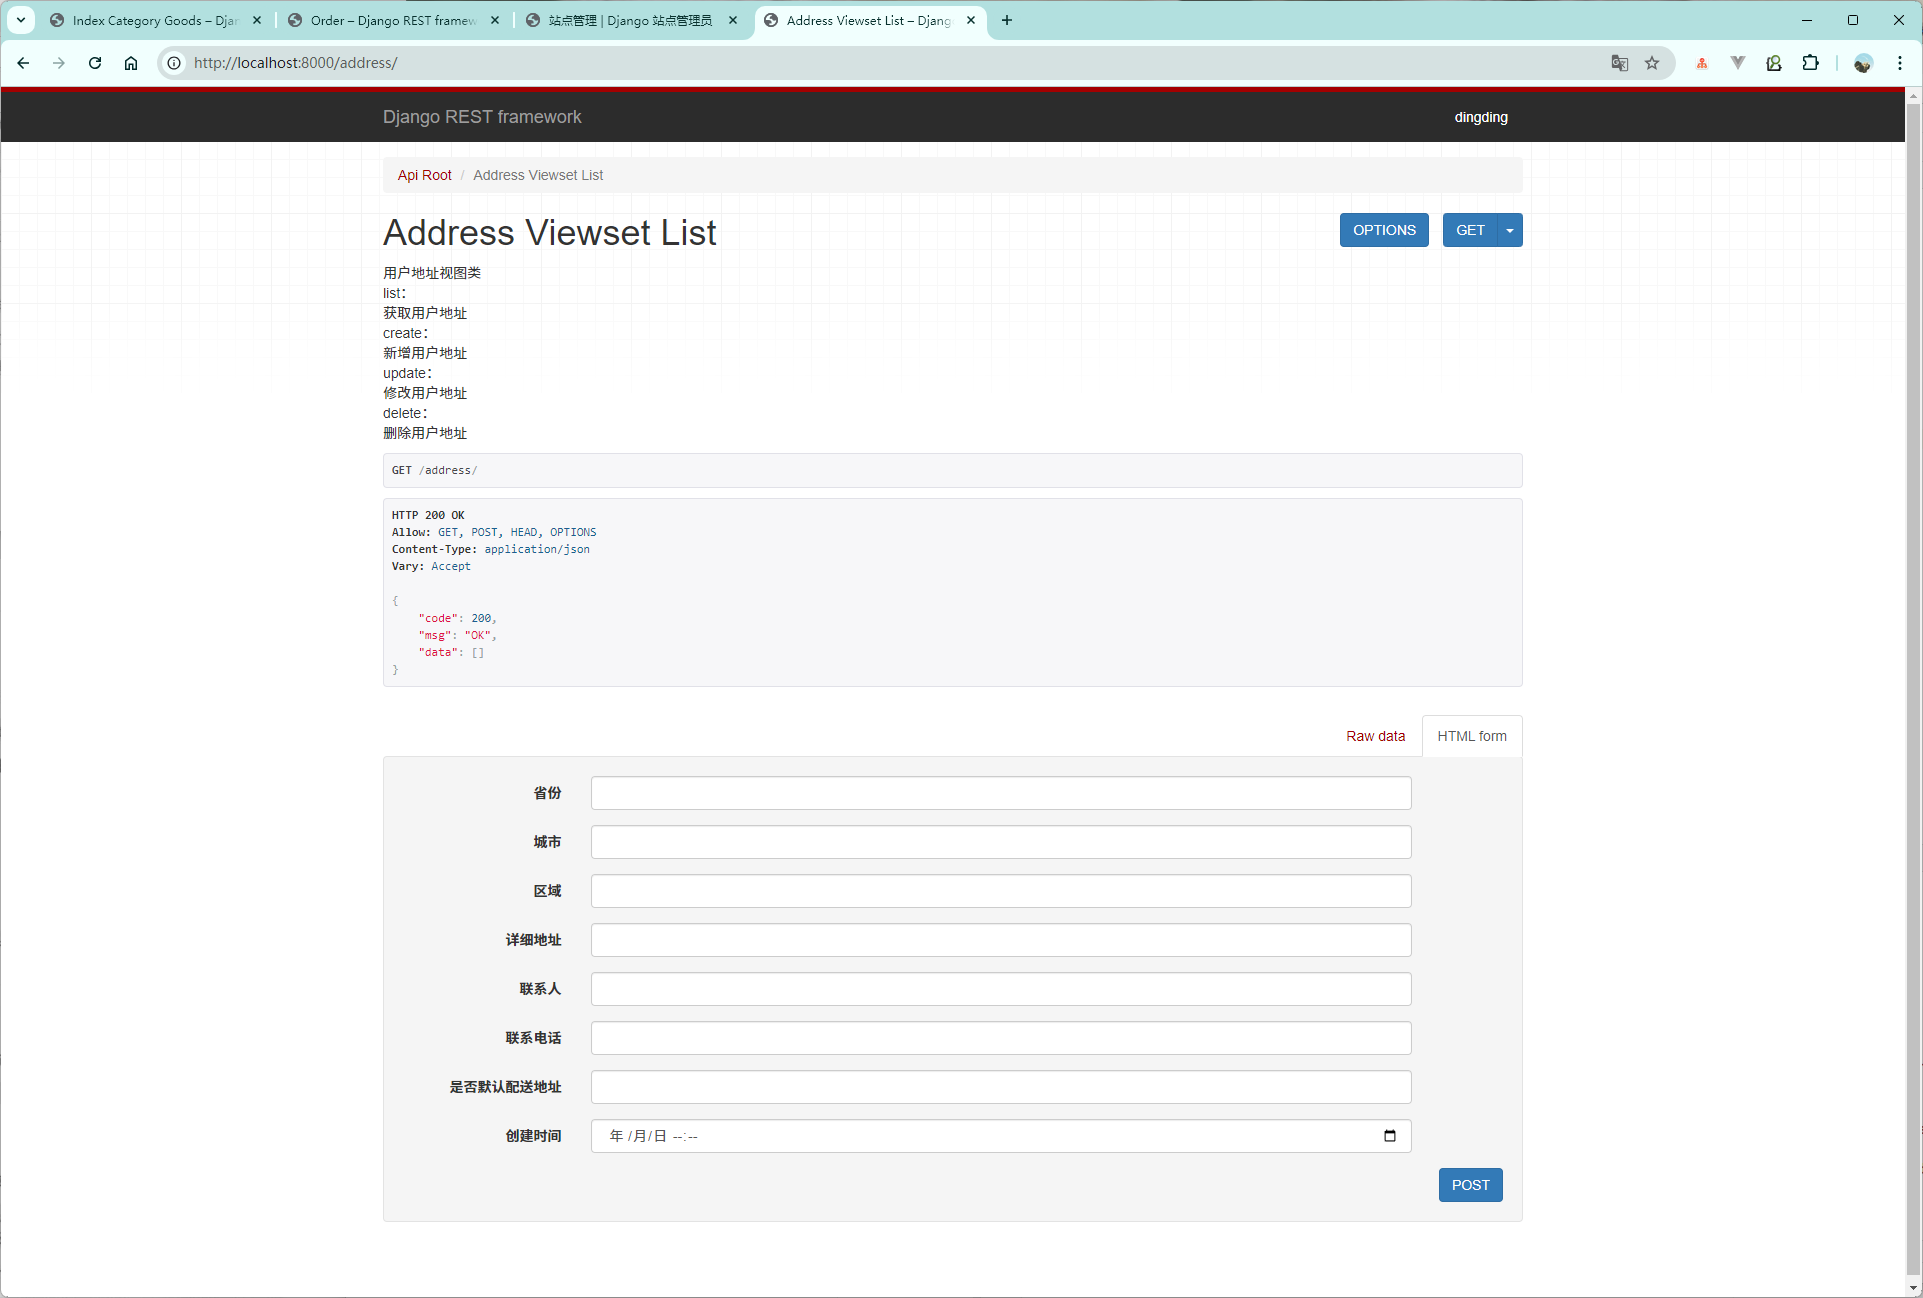 Index Category Goods – Djan
Order – Django REST framew
站点管理 | Django 站点管理员
Address Viewset List – Django
http://localhost:8000/address/
Django REST framework
dingding
Api Root / Address Viewset List
Address Viewset List
OPTIONS
GET
用户地址视图类
list：
获取用户地址
create：
新增用户地址
update：
修改用户地址
delete：
删除用户地址
GET /address/
HTTP 200 OK
Allow: GET, POST, HEAD, OPTIONS
Content-Type: application/json
Vary: Accept
{
"code": 200,
"msg": "OK",
"data": []
}
Raw data
HTML form
省份
城市
区域
详细地址
联系人
联系电话
是否默认配送地址
创建时间
年 /月/日 --:--
POST